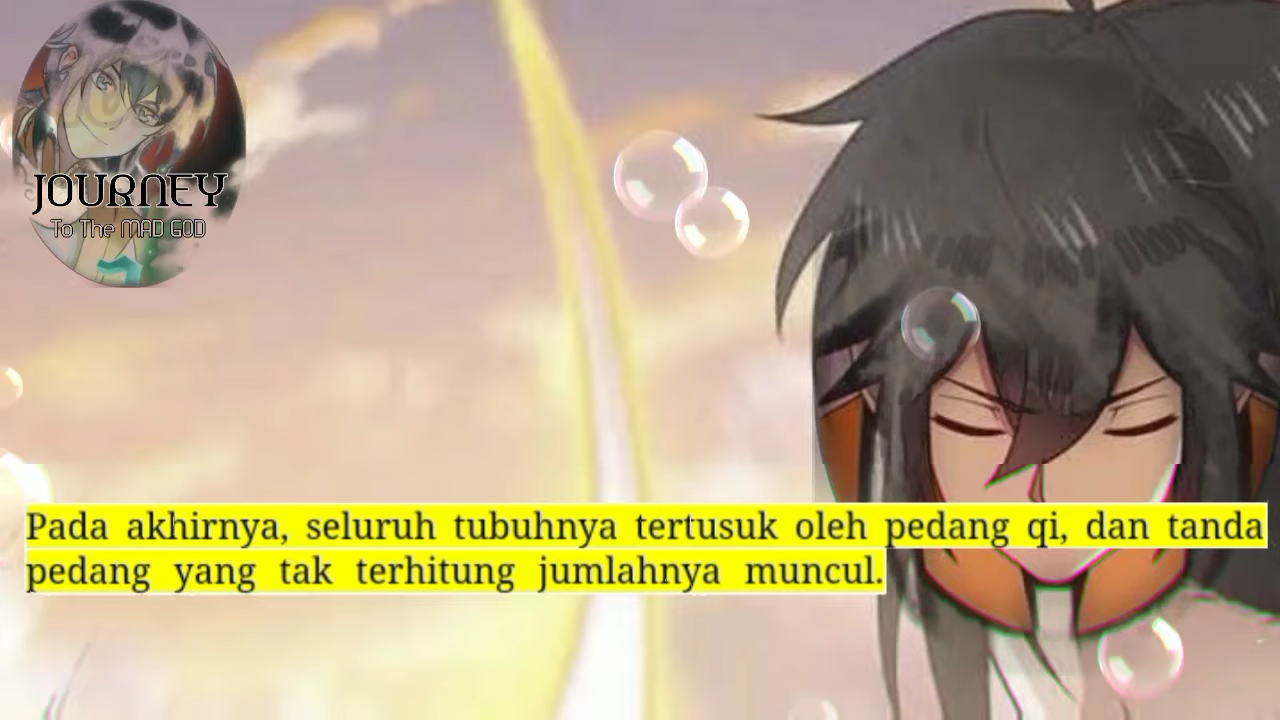 JOURNEY
To The MAD GOD
Pada akhirnya, seluruh tubuhnya tertusuk oleh pedang qi, dan tanda
pedang yang tak terhitung jumlahnya muncul.